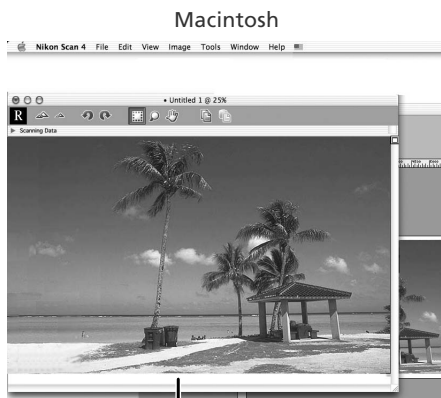 Macintosh
Nikon Scan 4 File Edit View Image Tools Window Help
• Untitled 1 @ 25%
R
▶ Scanning Data